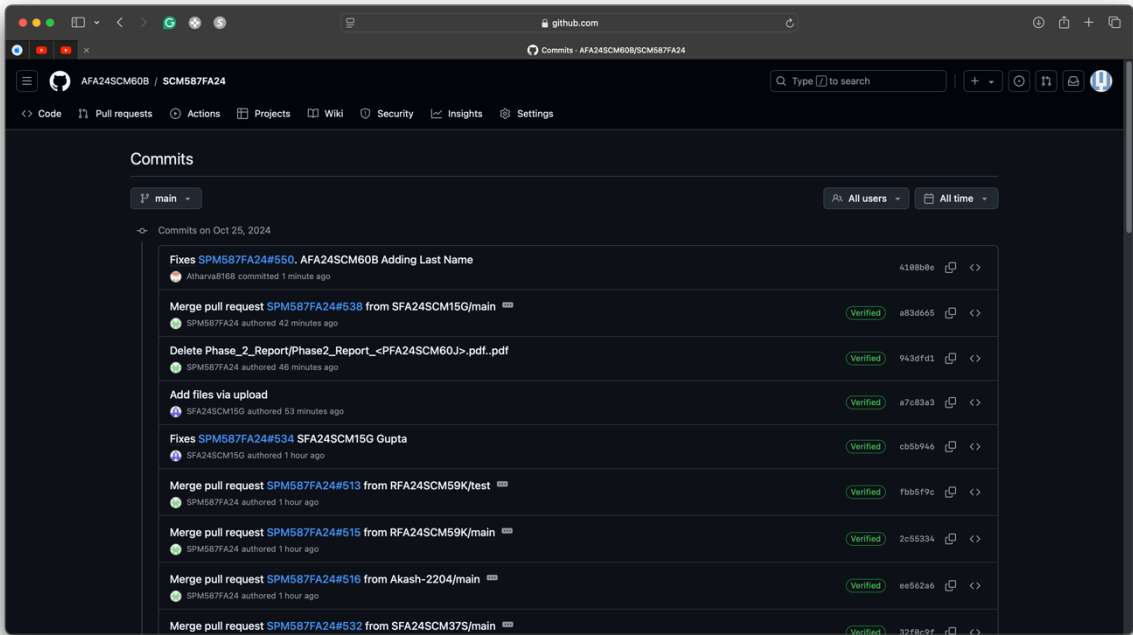 github.com
Commits · AFA24SCM60B/SCM587FA24
AFA24SCM60B / SCM587FA24
Type / to search
Code Pull requests Actions Projects Wiki Security Insights Settings
Commits
main
All users All time
Commits on Oct 25, 2024
Fixes SPM587FA24#550. AFA24SCM60B Adding Last Name
Atharva8168 committed 1 minute ago
4108b0e
Merge pull request SPM587FA24#538 from SFA24SCM15G/main
SPM587FA24 authored 42 minutes ago
Verified a83d665
Delete Phase_2_Report/Phase2_Report_<PFA24SCM60J>.pdf..pdf
SPM587FA24 authored 46 minutes ago
Verified 943dfd1
Add files via upload
SFA24SCM15G authored 53 minutes ago
Verified a7c83a3
Fixes SPM587FA24#534 SFA24SCM15G Gupta
SFA24SCM15G authored 1 hour ago
Verified cb5b946
Merge pull request SPM587FA24#513 from RFA24SCM59K/test
SPM587FA24 authored 1 hour ago
Verified fbb5f9c
Merge pull request SPM587FA24#515 from RFA24SCM59K/main
SPM587FA24 authored 1 hour ago
Verified 2c55334
Merge pull request SPM587FA24#516 from Akash-2204/main
SPM587FA24 authored 1 hour ago
Verified ee562a6
Merge pull request SPM587FA24#532 from SFA24SCM37S/main
Verified 32f0c9f